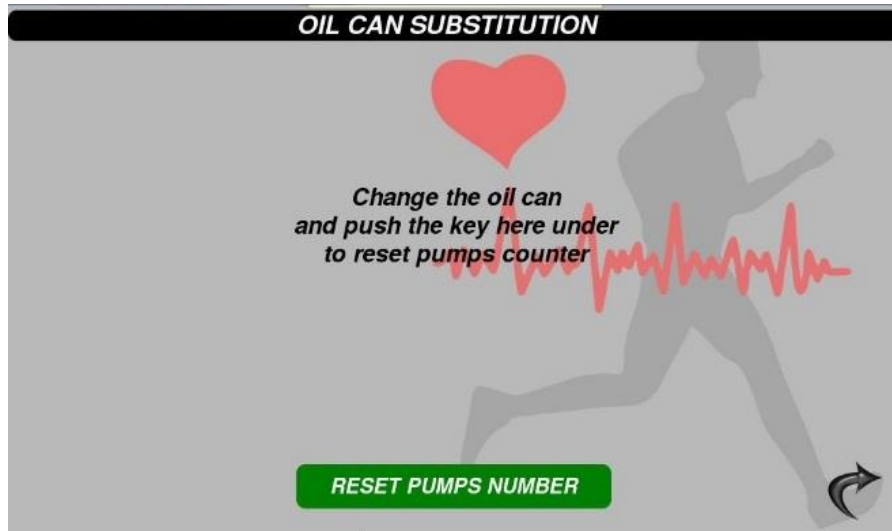 OIL CAN SUBSTITUTION
Change the oil can
and push the key here under
to reset pumps counter
RESET PUMPS NUMBER